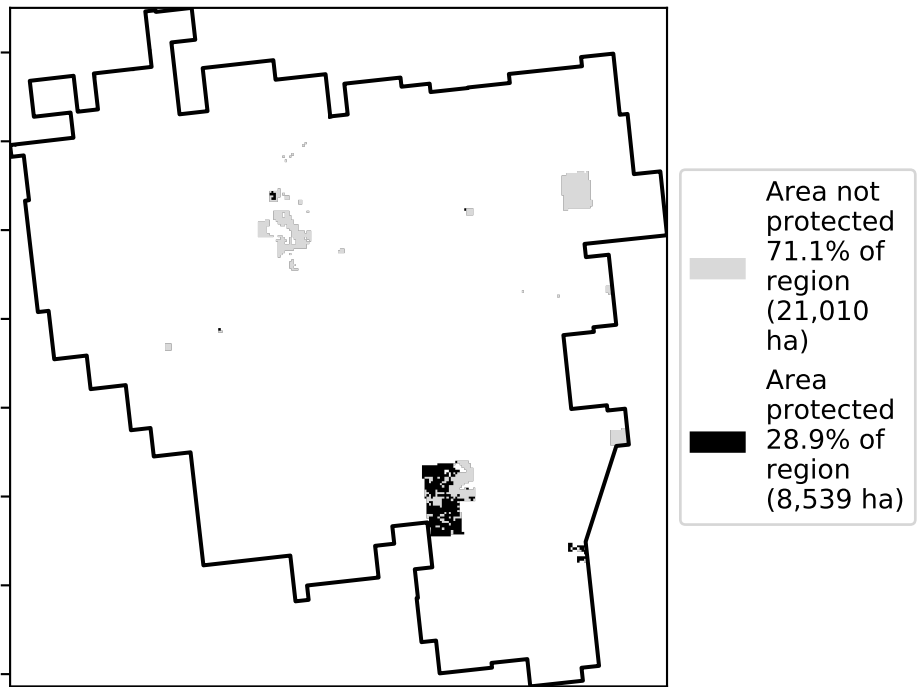 Area not
protected
71.1% of
region
(21,010
ha)
Area
protected
28.9% of
region
(8,539 ha)